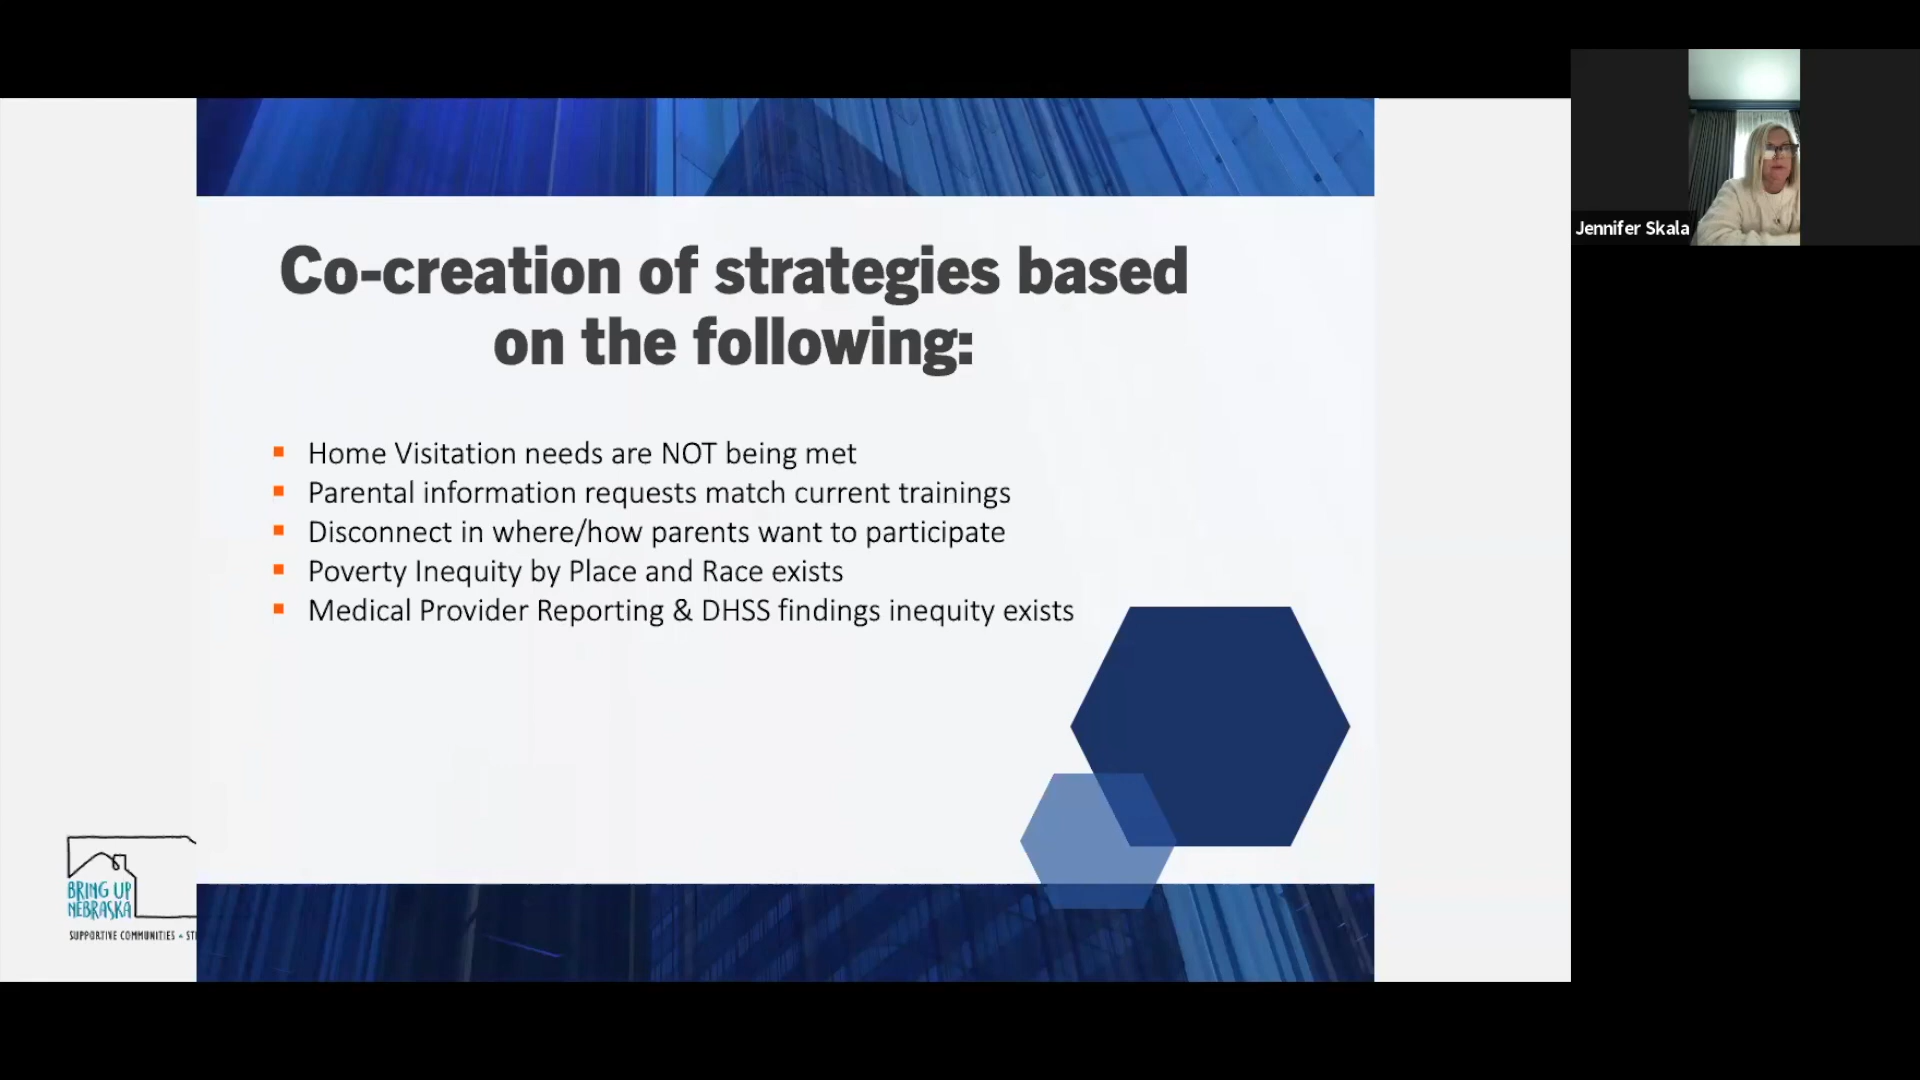 Co-creation of strategies based
on the following:
Home Visitation needs are NOT being met
Parental information requests match current trainings
Disconnect in where/how parents want to participate
Poverty Inequity by Place and Race exists
Medical Provider Reporting & DHSS findings inequity exists
BRING UP
NEBRASKA
SUPPORTIVE COMMUNITIES
Jennifer Skala